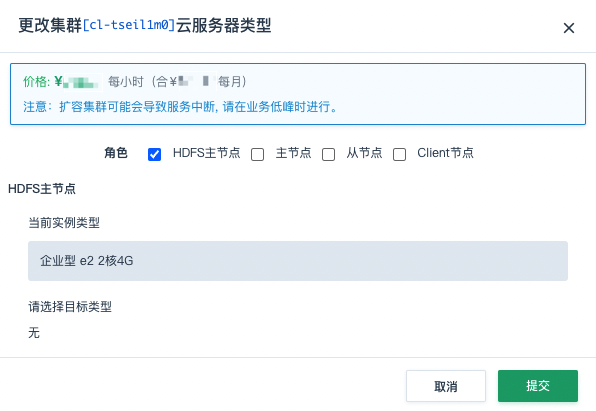 更改集群[cl-tseil1m0]云服务器类型
价格: ¥ 每小时（合¥ 每月）
注意：扩容集群可能会导致服务中断, 请在业务低峰时进行。
角色 HDFS主节点 主节点 从节点 Client节点
HDFS主节点
当前实例类型
企业型 e2 2核4G
请选择目标类型
无
取消 提交